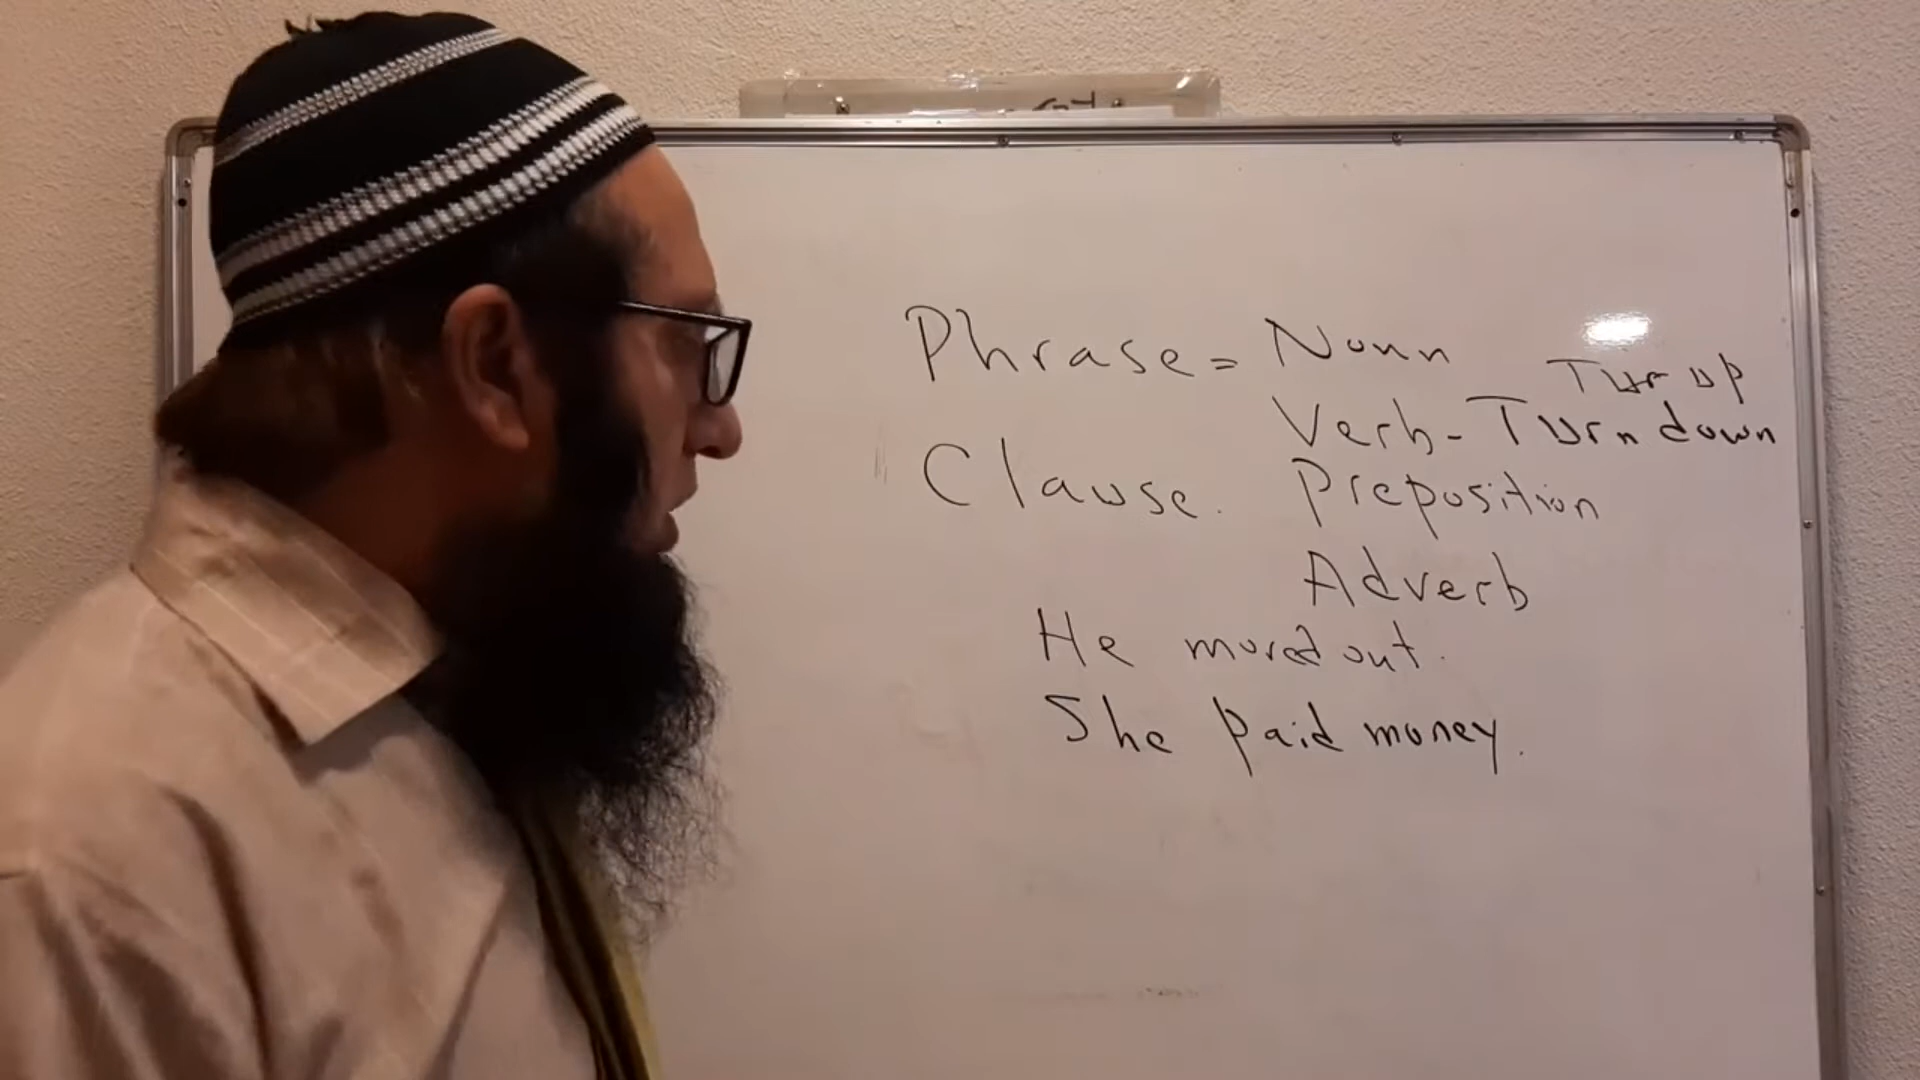 Phrase = Noun
Tur up
Verb - Turn down
Clause. Preposition
Adverb
He moved out.
She paid money.